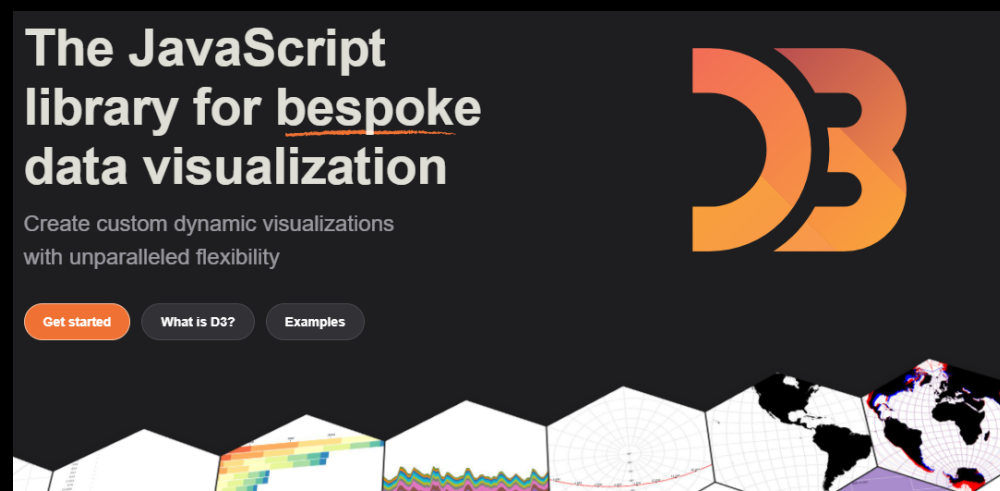 The JavaScript
library for bespoke
data visualization
Create custom dynamic visualizations
with unparalleled flexibility
Get started
What is D3?
Examples
D3